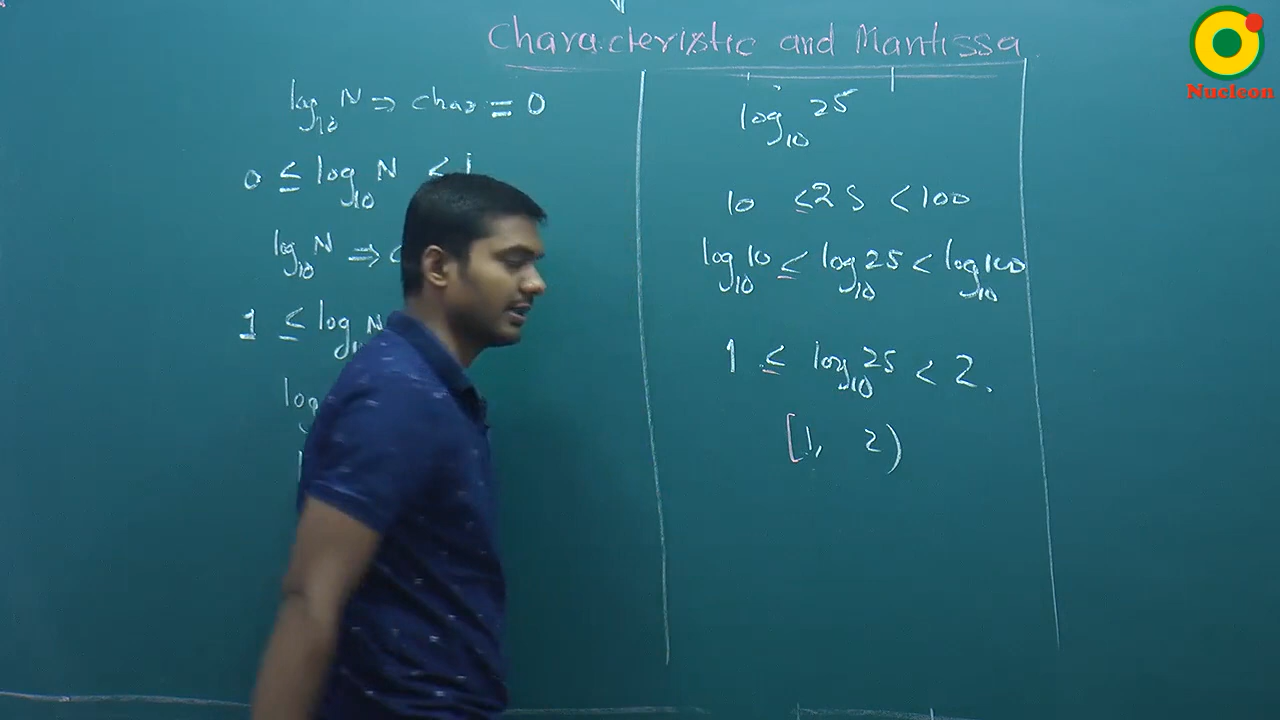 Characteristic and Mantissa
Nucleon
log₁₀ N ⇒ char = 0
0 ≤ log₁₀ N < 1
log₁₀ N ⇒
1 ≤ log N
log
log₁₀ 25
10 ≤ 25 < 100
log₁₀ 10 ≤ log₁₀ 25 < log₁₀ 100
1 ≤ log₁₀ 25 < 2.
[1, 2)